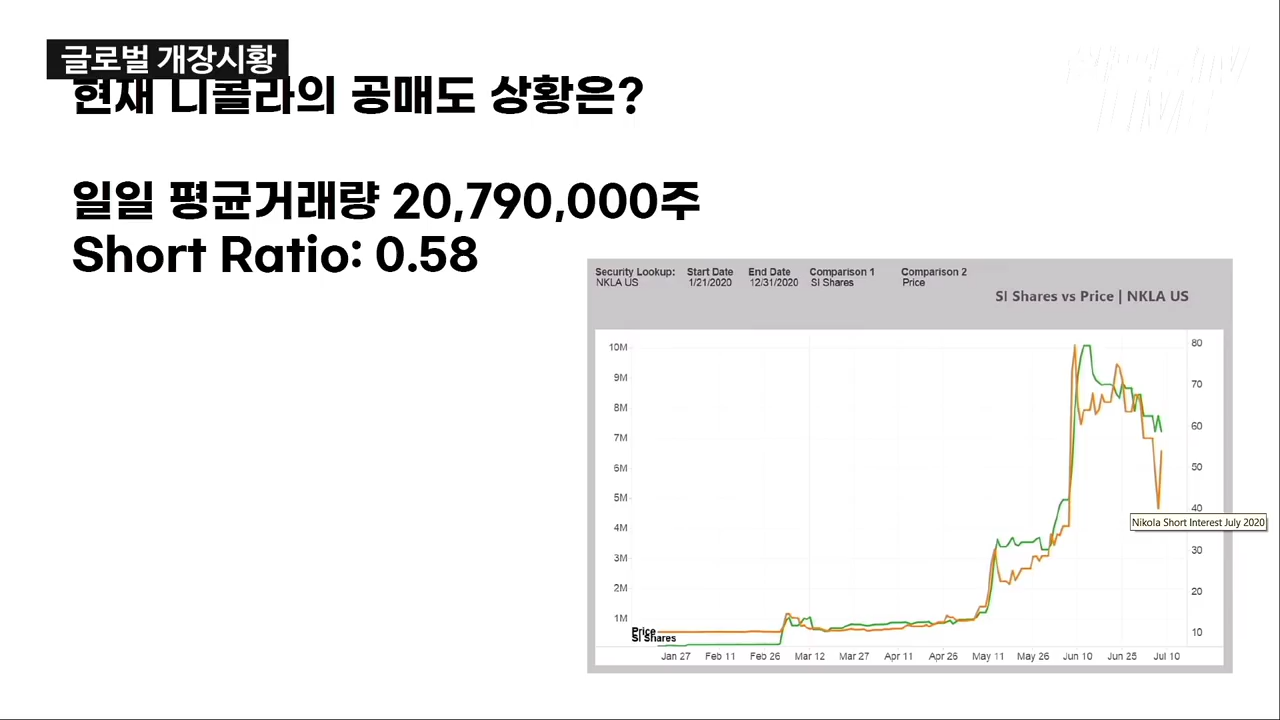 글로벌 개장시황
현재 니콜라의 공매도 상황은?
일일 평균거래량 20,790,000주
Short Ratio: 0.58
Security Lookup: Start Date End Date Comparison 1 Comparison 2
NKLA US 1/21/2020 12/31/2020 SI Shares Price
SI Shares vs Price | NKLA US
10M 80
9M
8M 70
7M 60
6M
5M 50
4M 40
Nikola Short Interest July 2020
3M 30
2M 20
1M 10
Price
SI Shares
Jan 27 Feb 11 Feb 26 Mar 12 Mar 27 Apr 11 Apr 26 May 11 May 26 Jun 10 Jun 25 Jul 10